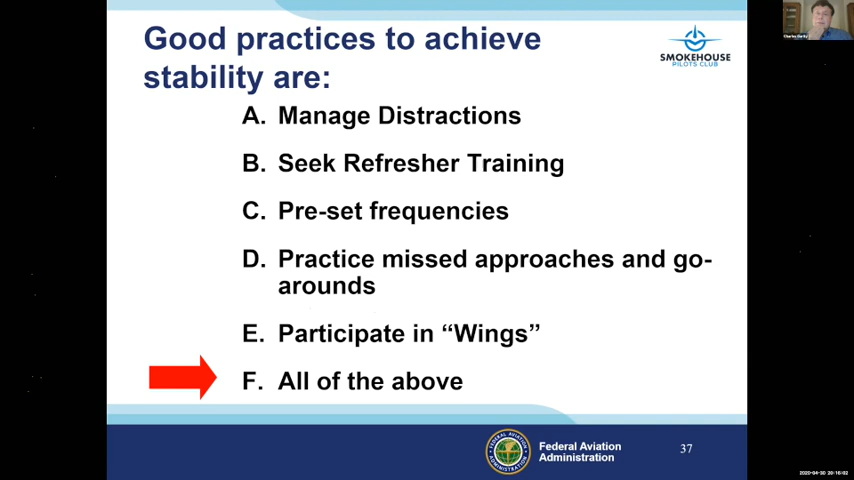 Good practices to achieve
stability are:
SMOKEHOUSE
PILOTS CLUB
A. Manage Distractions
B. Seek Refresher Training
C. Pre-set frequencies
D. Practice missed approaches and go-
arounds
E. Participate in “Wings”
F. All of the above
Federal Aviation
Administration
37